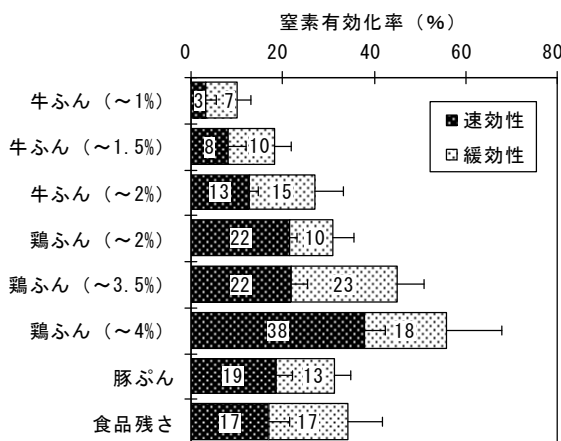 窒素有効化率（%）
0 20 40 60 80
牛ふん（～1%） 3 7
牛ふん（～1.5%） 8 10
牛ふん（～2%） 13 15
鶏ふん（～2%） 22 10
鶏ふん（～3.5%） 22 23
鶏ふん（～4%） 38 18
豚ぷん 19 13
食品残さ 17 17
速効性
緩効性